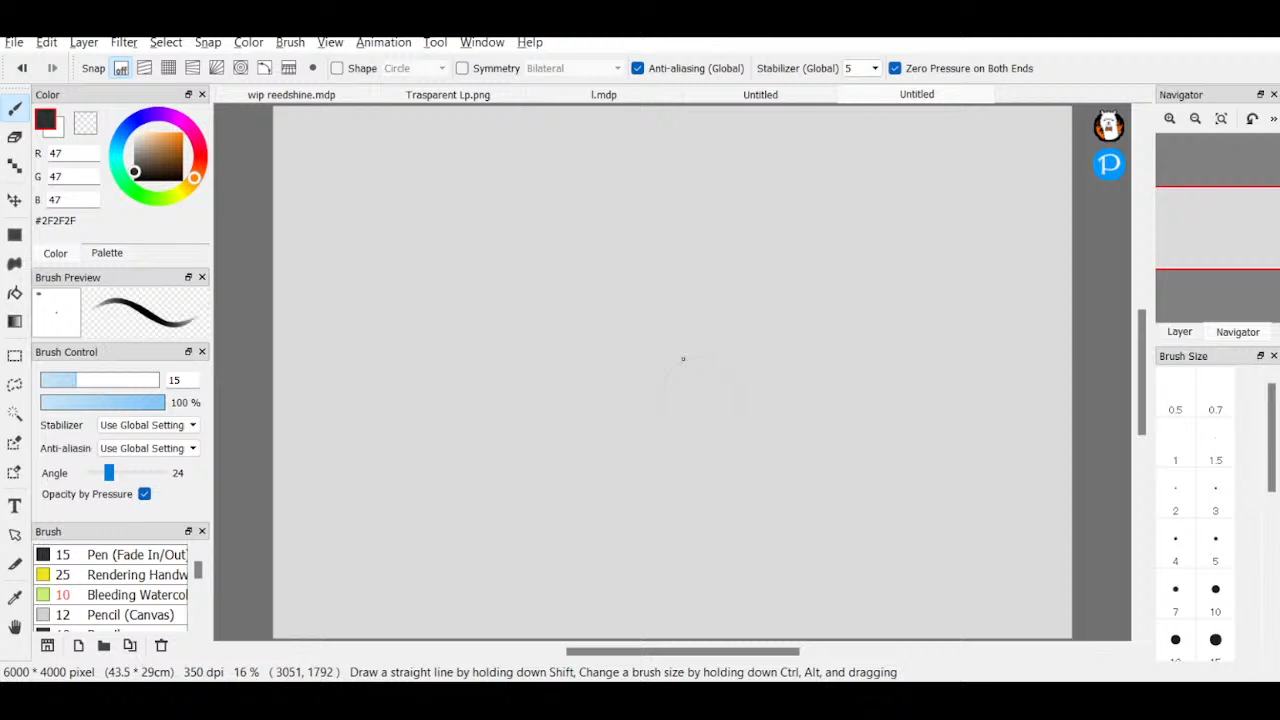 File Edit Layer Filter Select Snap Color Brush View Animation Tool Window Help
Snap off Shape Circle Symmetry Bilateral Anti-aliasing (Global) Stabilizer (Global) 5 Zero Pressure on Both Ends
Color wip reedshine.mdp Trasparent Lp.png l.mdp Untitled Untitled Navigator
R 47
G 47
B 47
#2F2F2F
Color Palette
Brush Preview
Brush Control
15
100 %
Stabilizer Use Global Setting
Anti-aliasin Use Global Setting
Angle 24
Opacity by Pressure
Brush
15 Pen (Fade In/Out)
25 Rendering Handw
10 Bleeding Watercol
12 Pencil (Canvas)
P
»
Layer Navigator
Brush Size
0.5 0.7
1 1.5
2 3
4 5
7 10
T
6000 * 4000 pixel (43.5 * 29cm) 350 dpi 16 % ( 3051, 1792 ) Draw a straight line by holding down Shift, Change a brush size by holding down Ctrl, Alt, and dragging